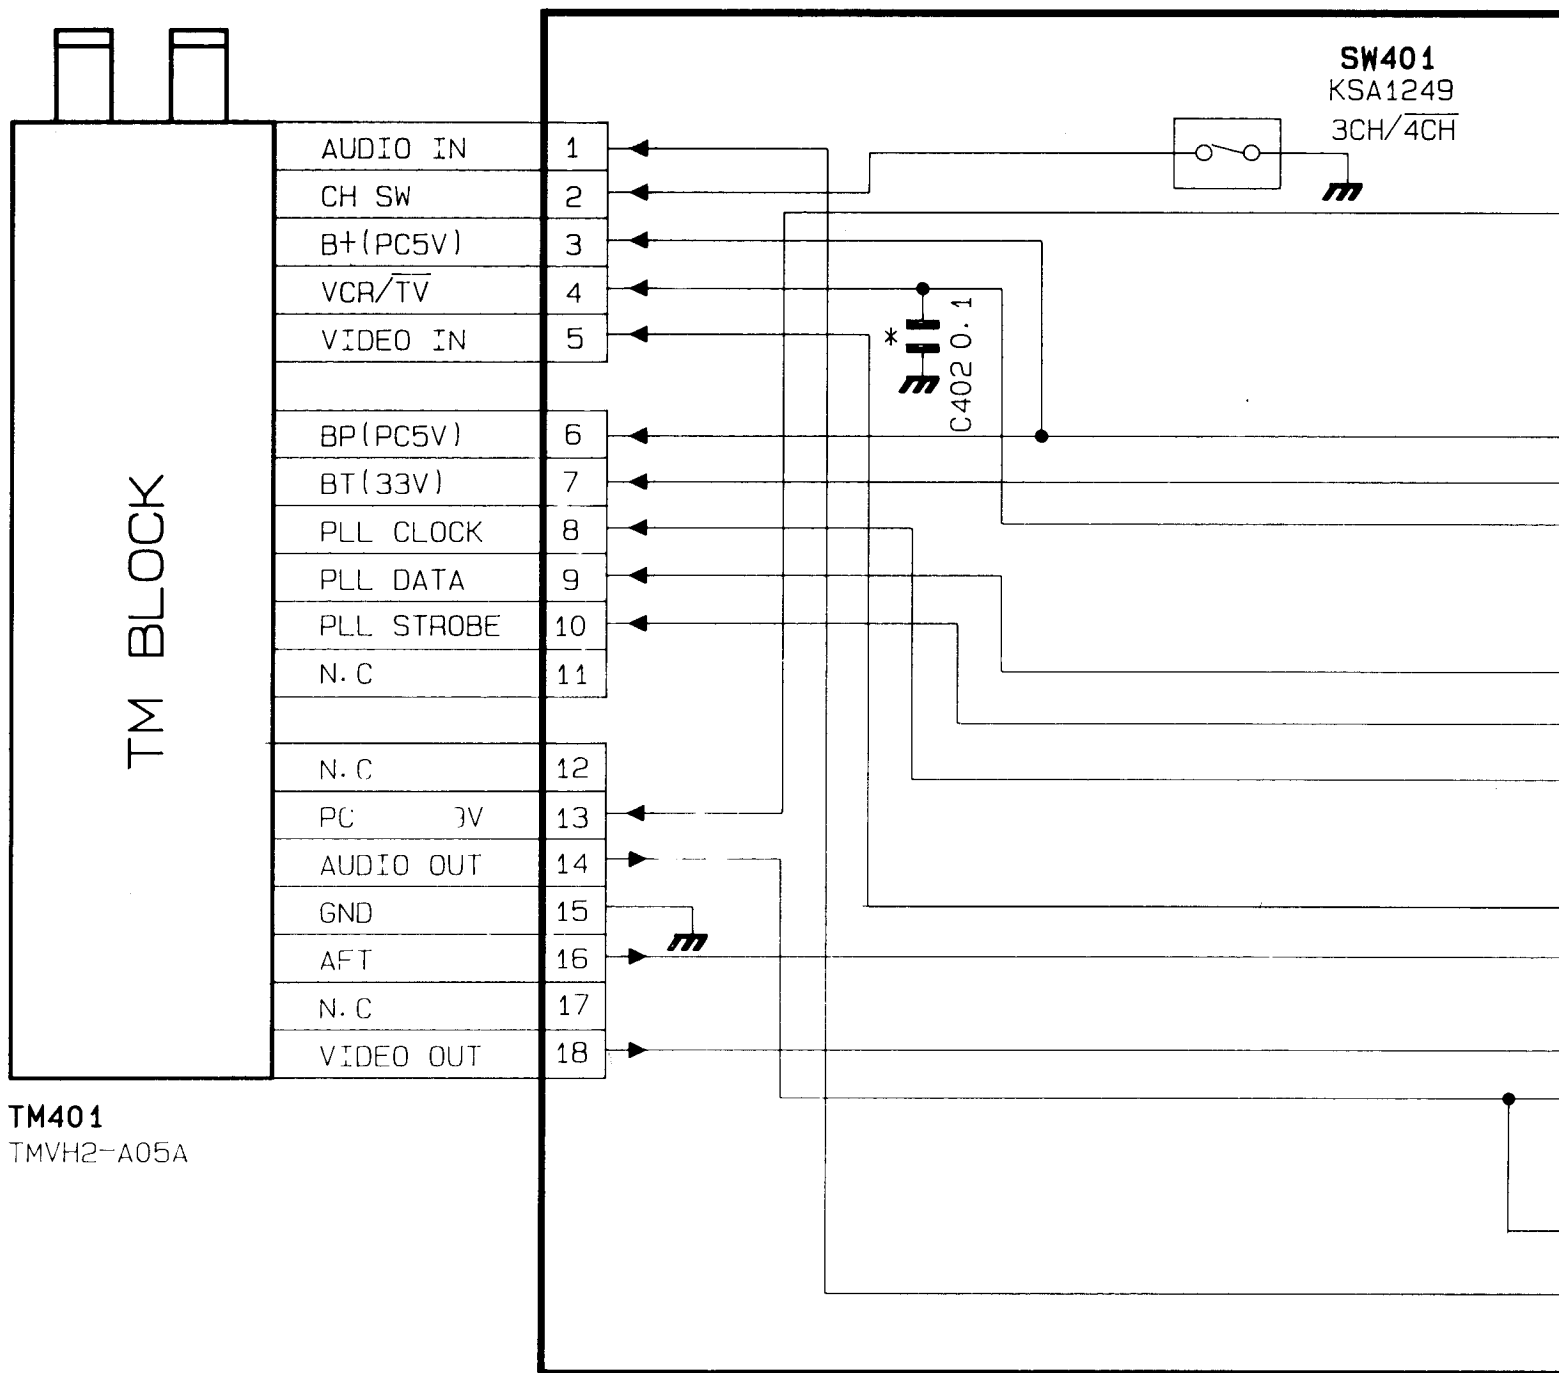 SW401
KSA1249
3CH/4CH
AUDIO IN 1
CH SW 2
B+(PC5V) 3
VCR/TV 4
VIDEO IN 5
* C402 0.1
BP(PC5V) 6
BT(33V) 7
PLL CLOCK 8
PLL DATA 9
PLL STROBE 10
N.C 11
TM BLOCK
N.C 12
13
AUDIO OUT 14
GND 15
AFT 16
N.C 17
VIDEO OUT 18
TM401
TMVH2-A05A